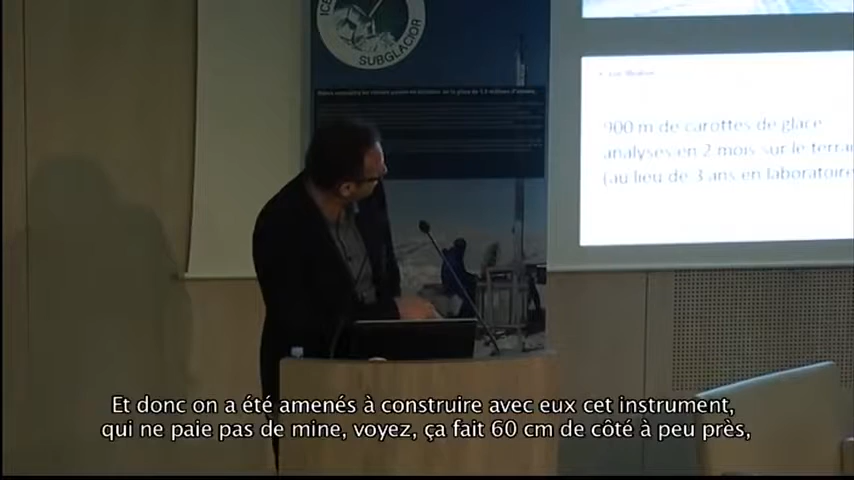 ICE
SUBGLACIOR
900 m de carottes de glace
analysées en 2 mois sur le terrai
(au lieu de 3 ans en laboratoire
Et donc on a été amenés à construire avec eux cet instrument,
qui ne paie pas de mine, voyez, ça fait 60 cm de côté à peu près,